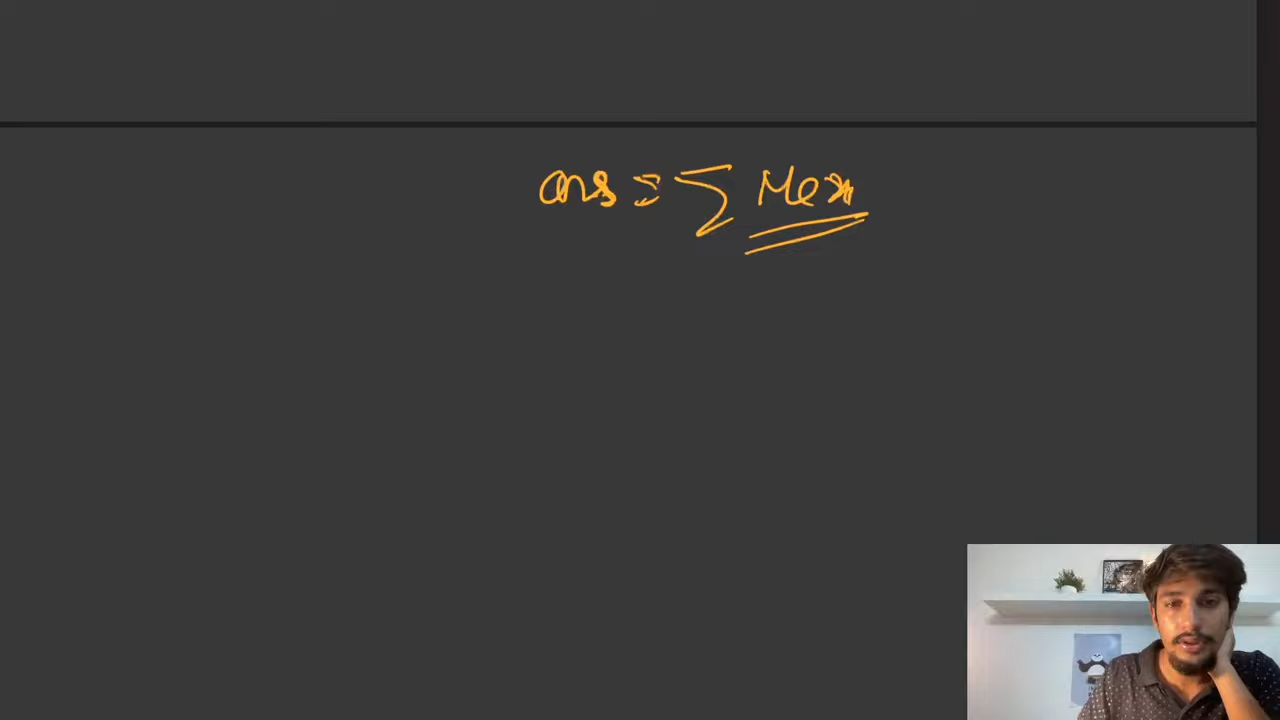 ans = Σ Mex